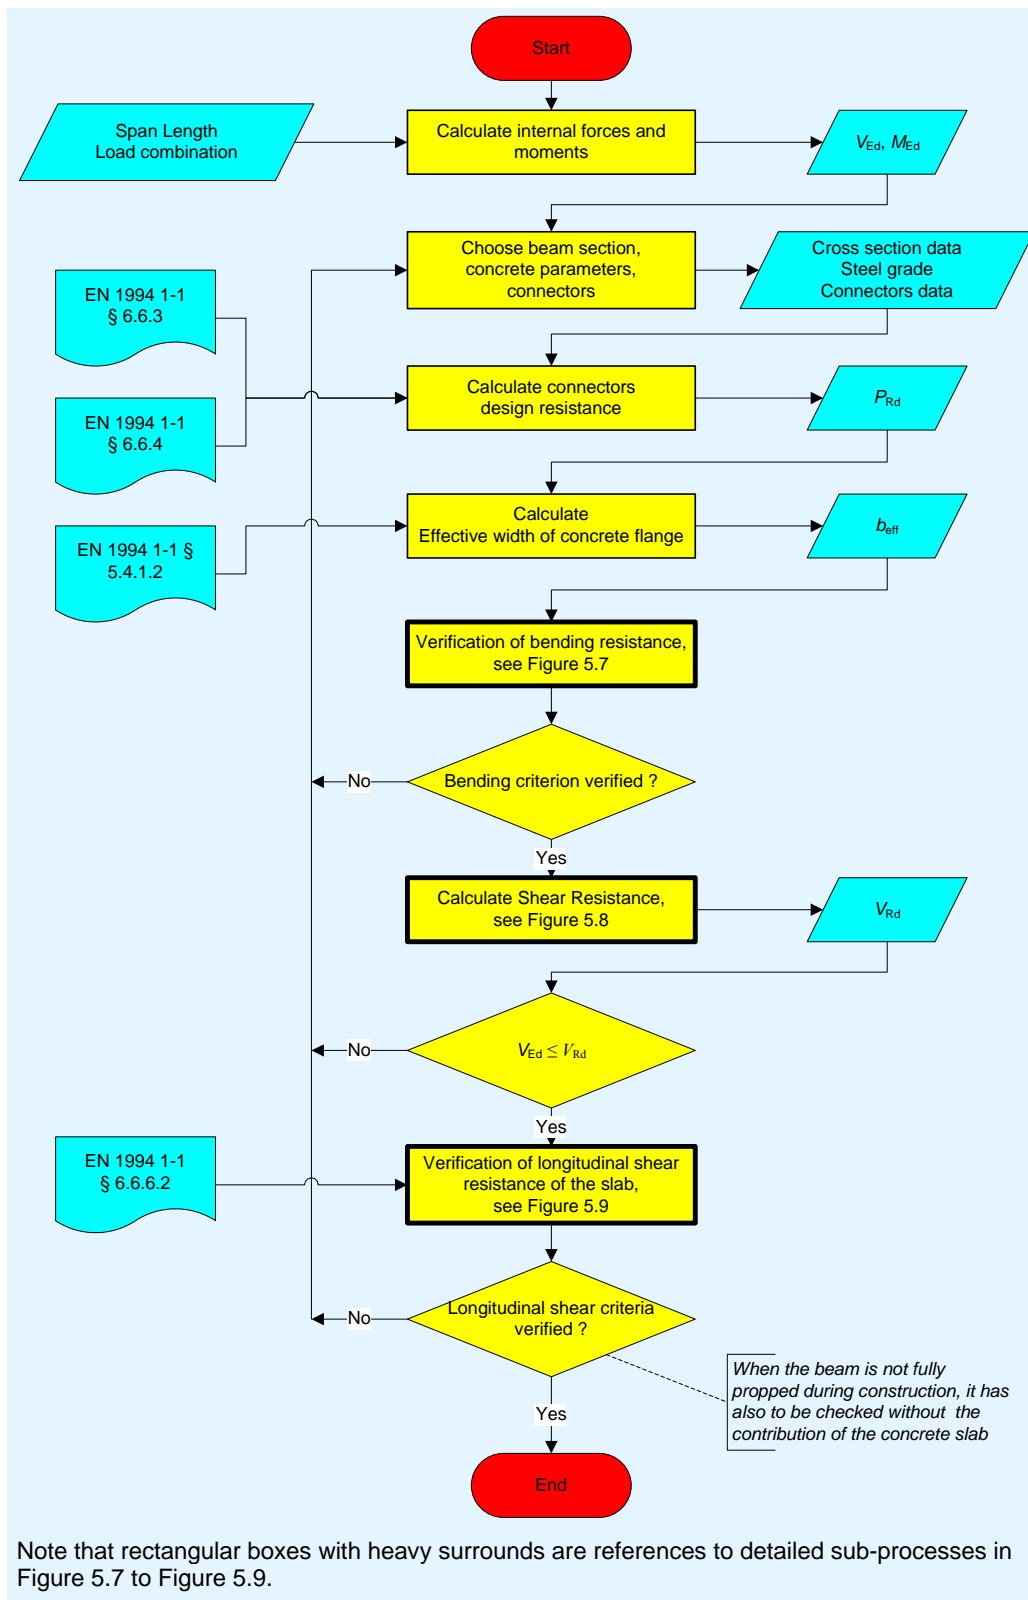 Start
Span Length
Load combination
Calculate internal forces and
moments
VEd, MEd
Choose beam section,
concrete parameters,
connectors
Cross section data
Steel grade
Connectors data
EN 1994 1-1
§ 6.6.3
Calculate connectors
design resistance
PRd
EN 1994 1-1
§ 6.6.4
Calculate
Effective width of concrete flange
beff
EN 1994 1-1 §
5.4.1.2
Verification of bending resistance,
see Figure 5.7
Bending criterion verified ?
No
Yes
Calculate Shear Resistance,
see Figure 5.8
VRd
VEd ≤ VRd
No
Yes
EN 1994 1-1
§ 6.6.6.2
Verification of longitudinal shear
resistance of the slab,
see Figure 5.9
Longitudinal shear criteria
verified ?
No
When the beam is not fully
propped during construction, it has
also to be checked without the
contribution of the concrete slab
Yes
End
Note that rectangular boxes with heavy surrounds are references to detailed sub-processes in
Figure 5.7 to Figure 5.9.